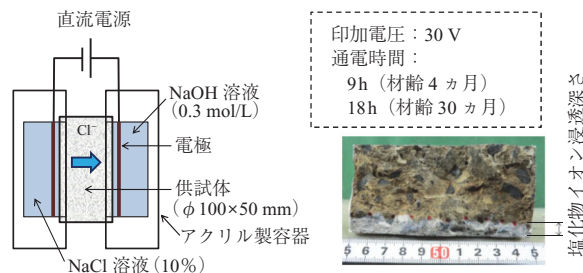 直流電源
NaOH 溶液
(0.3 mol/L)
Cl⁻
電極
供試体
(φ 100×50 mm)
アクリル製容器
NaCl 溶液(10%)
印加電圧：30 V
通電時間：
9h（材齢 4 ヵ月）
18h（材齢 30 ヵ月）
塩化物イオン浸透深さ
5 6 7 8 9 50 1 2 3 4 5